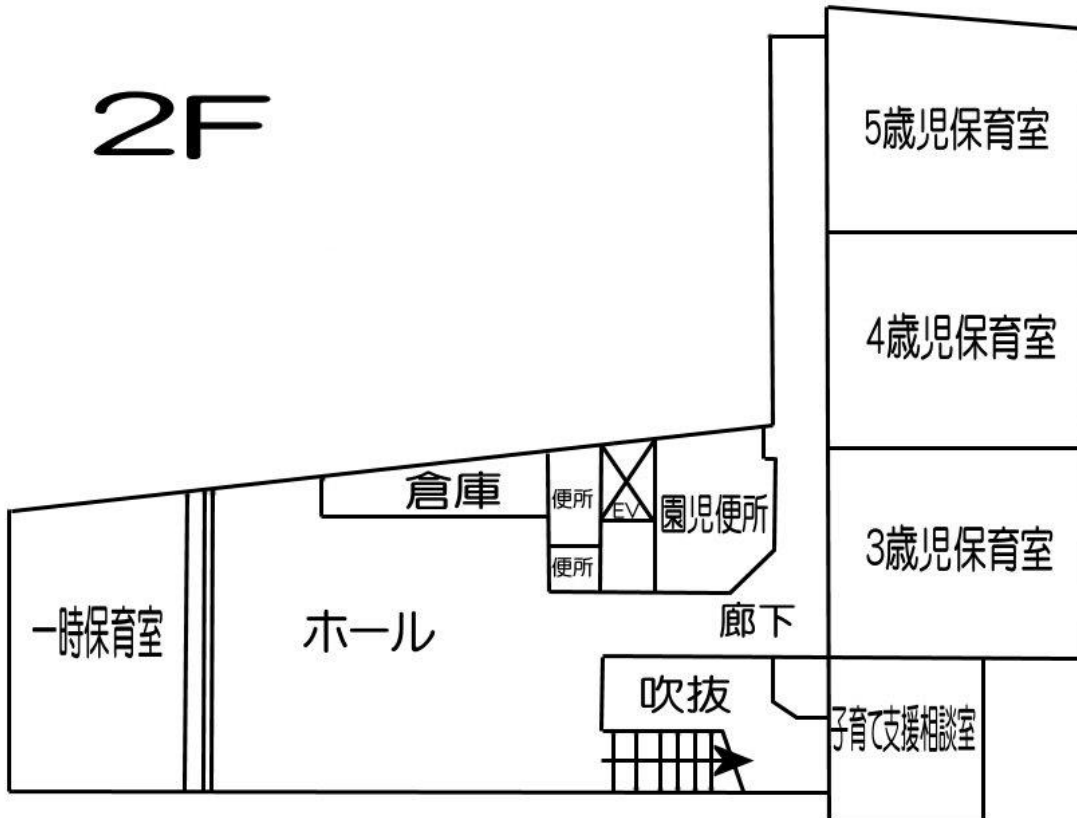 2F
5歳児保育室
4歳児保育室
倉庫
便所
EV
園児便所
3歳児保育室
便所
一時保育室
ホール
廊下
吹抜
子育て支援相談室